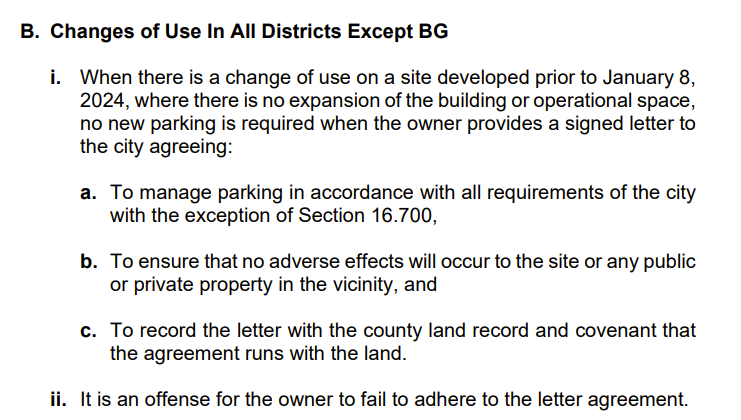 B. Changes of Use In All Districts Except BG
i. When there is a change of use on a site developed prior to January 8,
2024, where there is no expansion of the building or operational space,
no new parking is required when the owner provides a signed letter to
the city agreeing:
a. To manage parking in accordance with all requirements of the city
with the exception of Section 16.700,
b. To ensure that no adverse effects will occur to the site or any public
or private property in the vicinity, and
c. To record the letter with the county land record and covenant that
the agreement runs with the land.
ii. It is an offense for the owner to fail to adhere to the letter agreement.